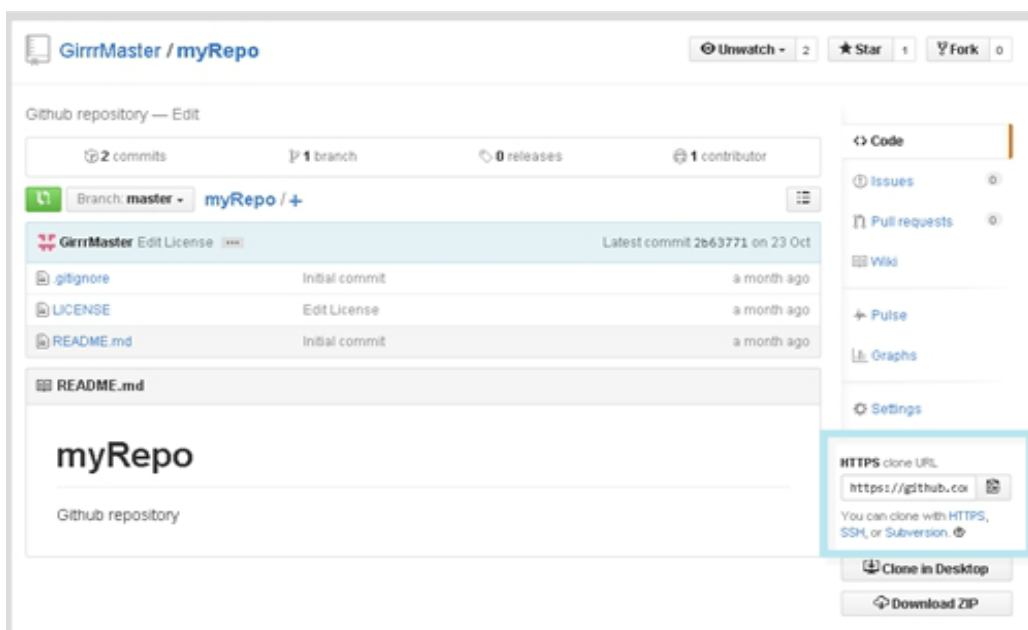 GirrrMaster / myRepo
Unwatch 2 Star 1 Fork 0
Github repository — Edit
2 commits 1 branch 0 releases 1 contributor
Branch: master myRepo / +
GirrrMaster Edit License ••• Latest commit 2b63771 on 23 Oct
.gitignore Initial commit a month ago
LICENSE Edit License a month ago
README.md Initial commit a month ago
README.md
myRepo
Github repository
Code
Issues 0
Pull requests 0
Wiki
Pulse
Graphs
Settings
HTTPS clone URL
https://github.co
You can clone with HTTPS,
SSH, or Subversion.
Clone in Desktop
Download ZIP